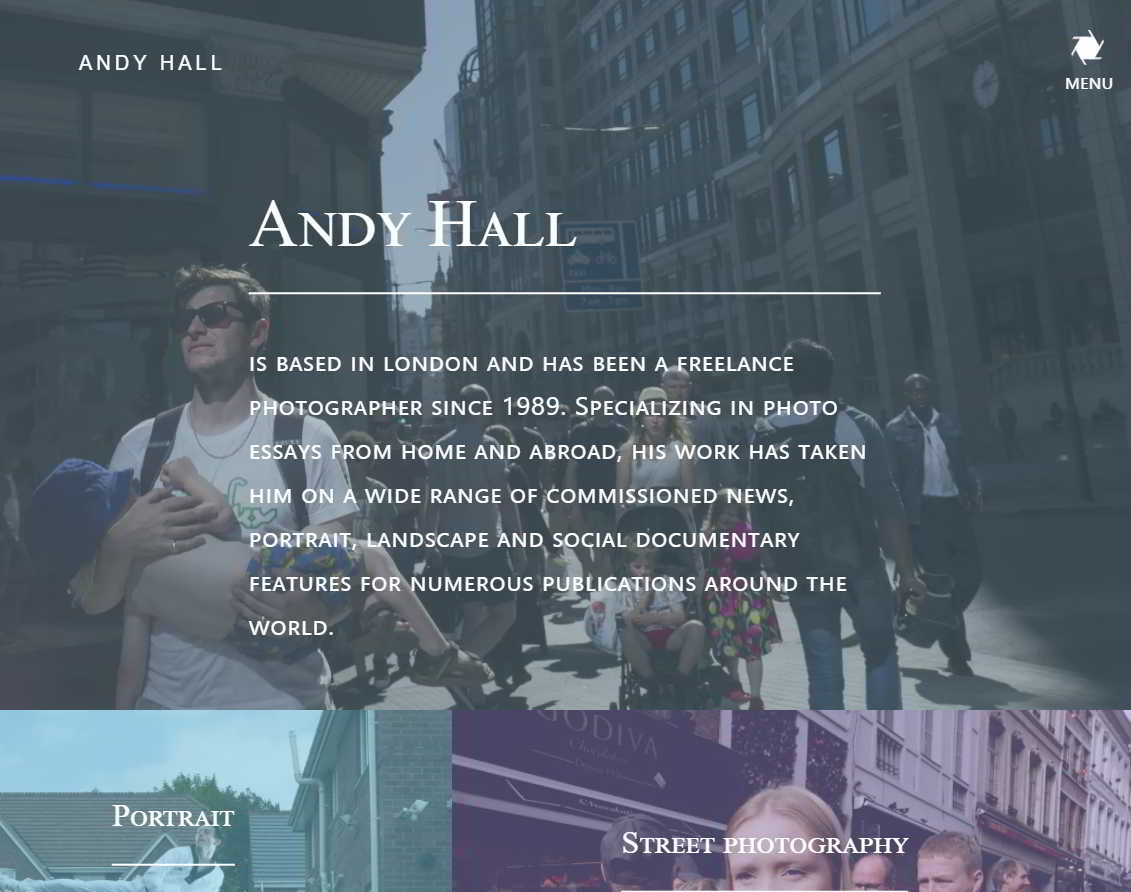 ANDY HALL
MENU
Andy Hall
is based in london and has been a freelance
photographer since 1989. Specializing in photo
essays from home and abroad, his work has taken
him on a wide range of commissioned news,
portrait, landscape and social documentary
features for numerous publications around the
world.
GODIVA
Chocolatier
Portrait
Street photography